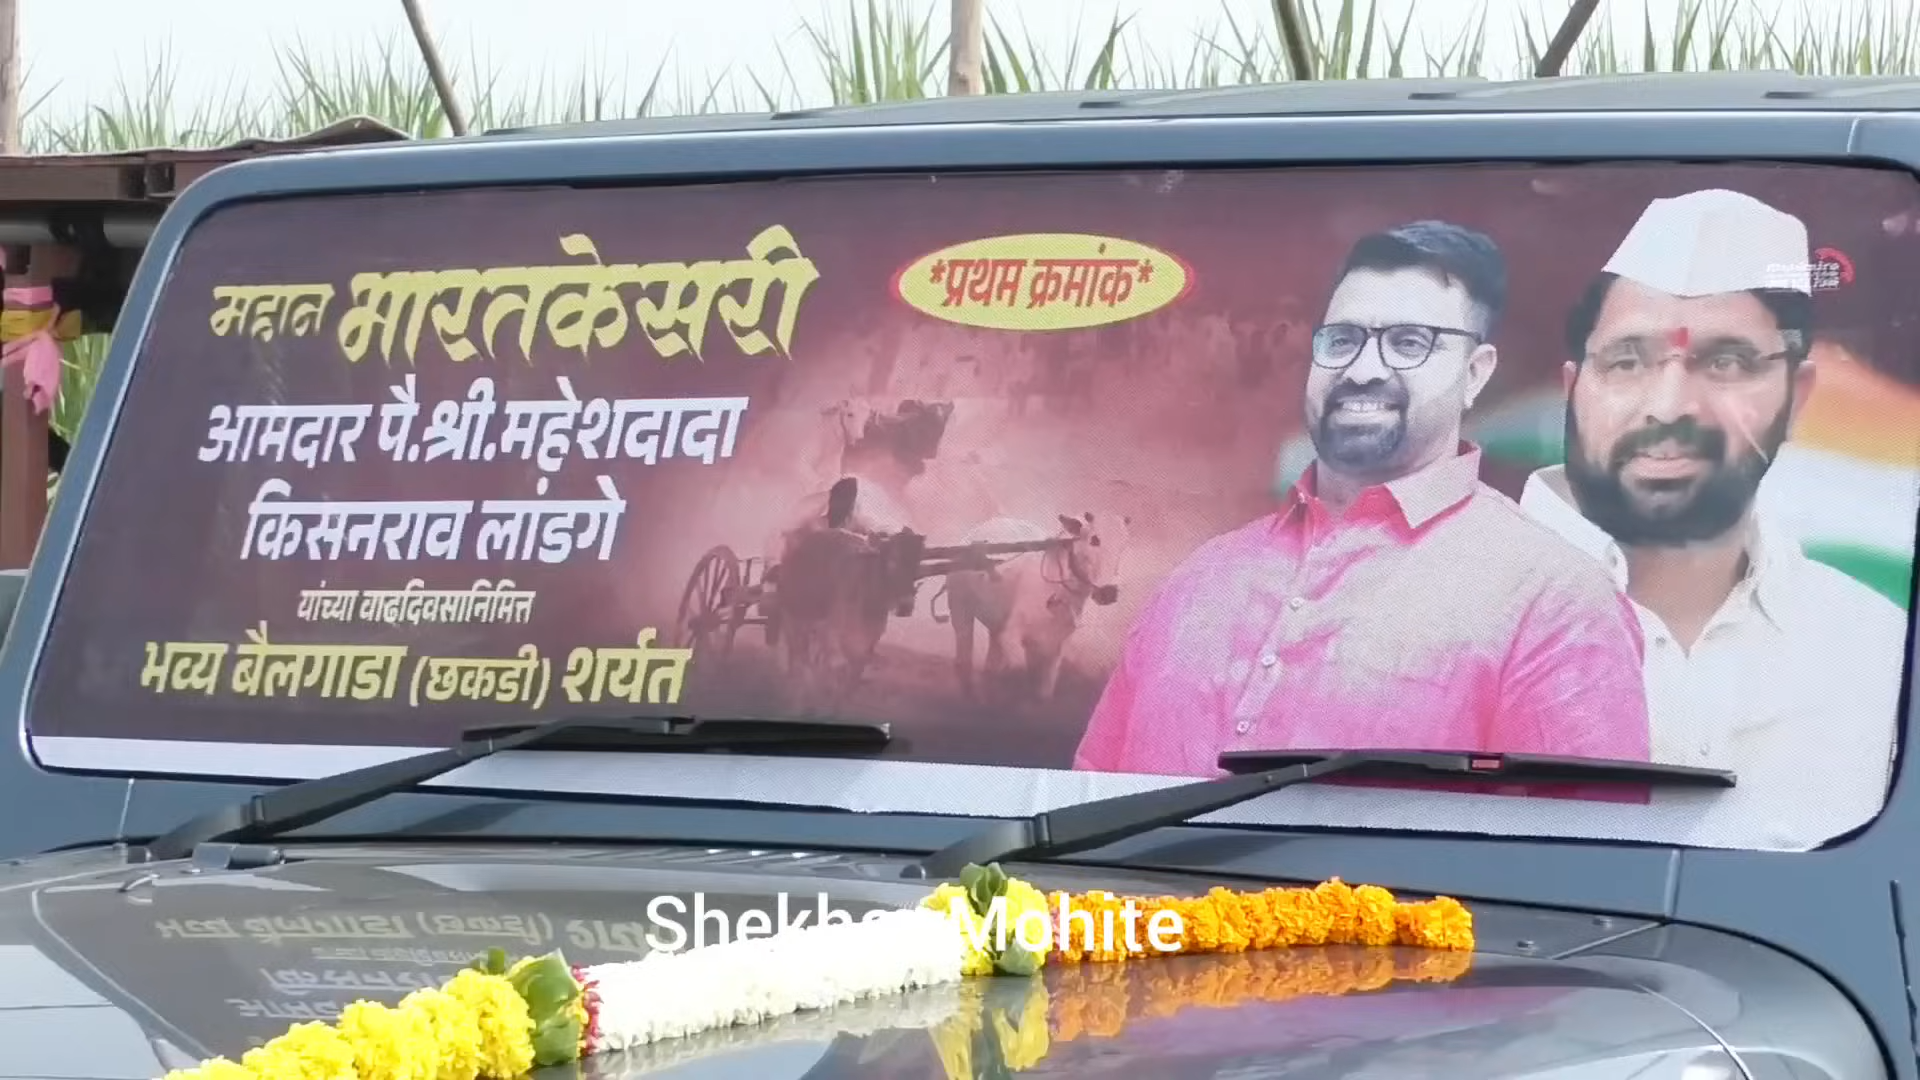 महान भारतकेसरी
*प्रथम क्रमांक*
आमदार पै.श्री.महेशदादा
किसनराव लांडगे
यांच्या वाढदिवसानिमित्त
भव्य बैलगाडा (छकडी) शर्यत
Shekhar Mohite